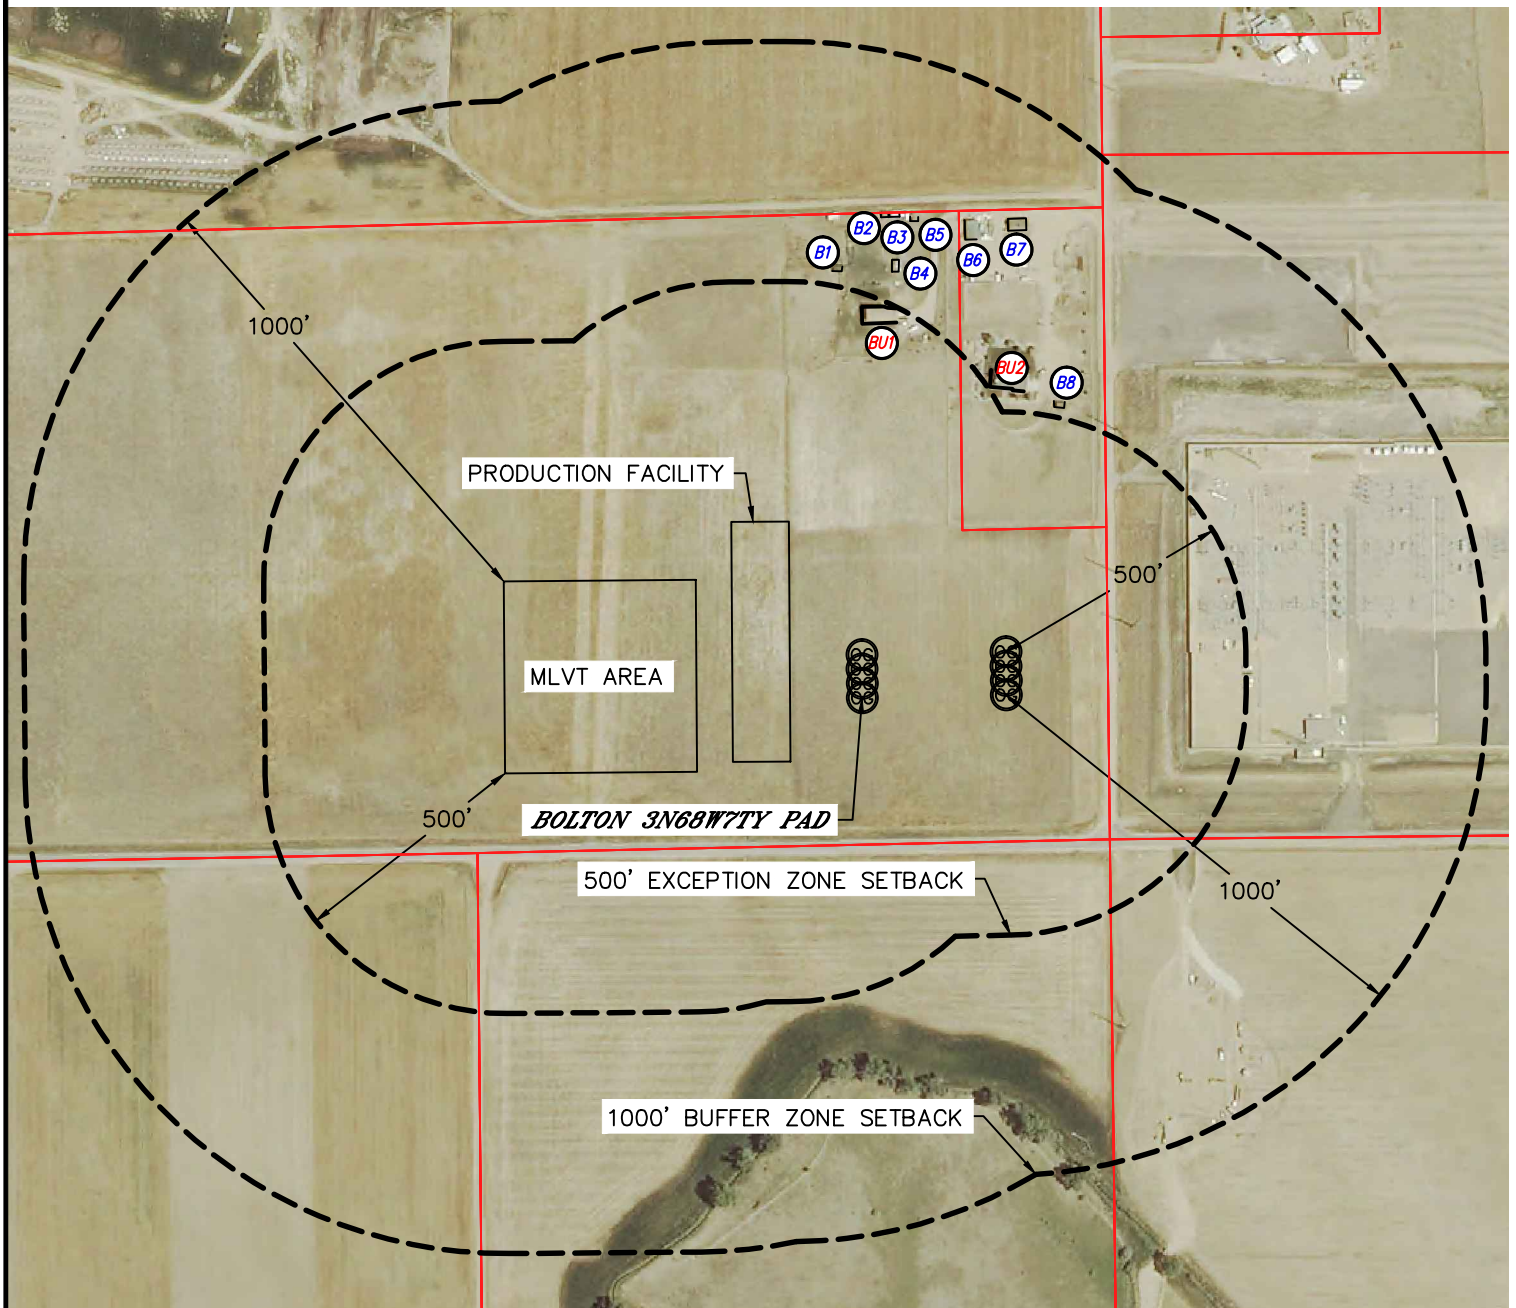 B2
B3
B5
B1
B4
B6
B7
1000'
BU1
BU2
B8
PRODUCTION FACILITY
500'
MLVT AREA
500'
BOLTON 3N68W7TY PAD
500' EXCEPTION ZONE SETBACK
1000'
1000' BUFFER ZONE SETBACK